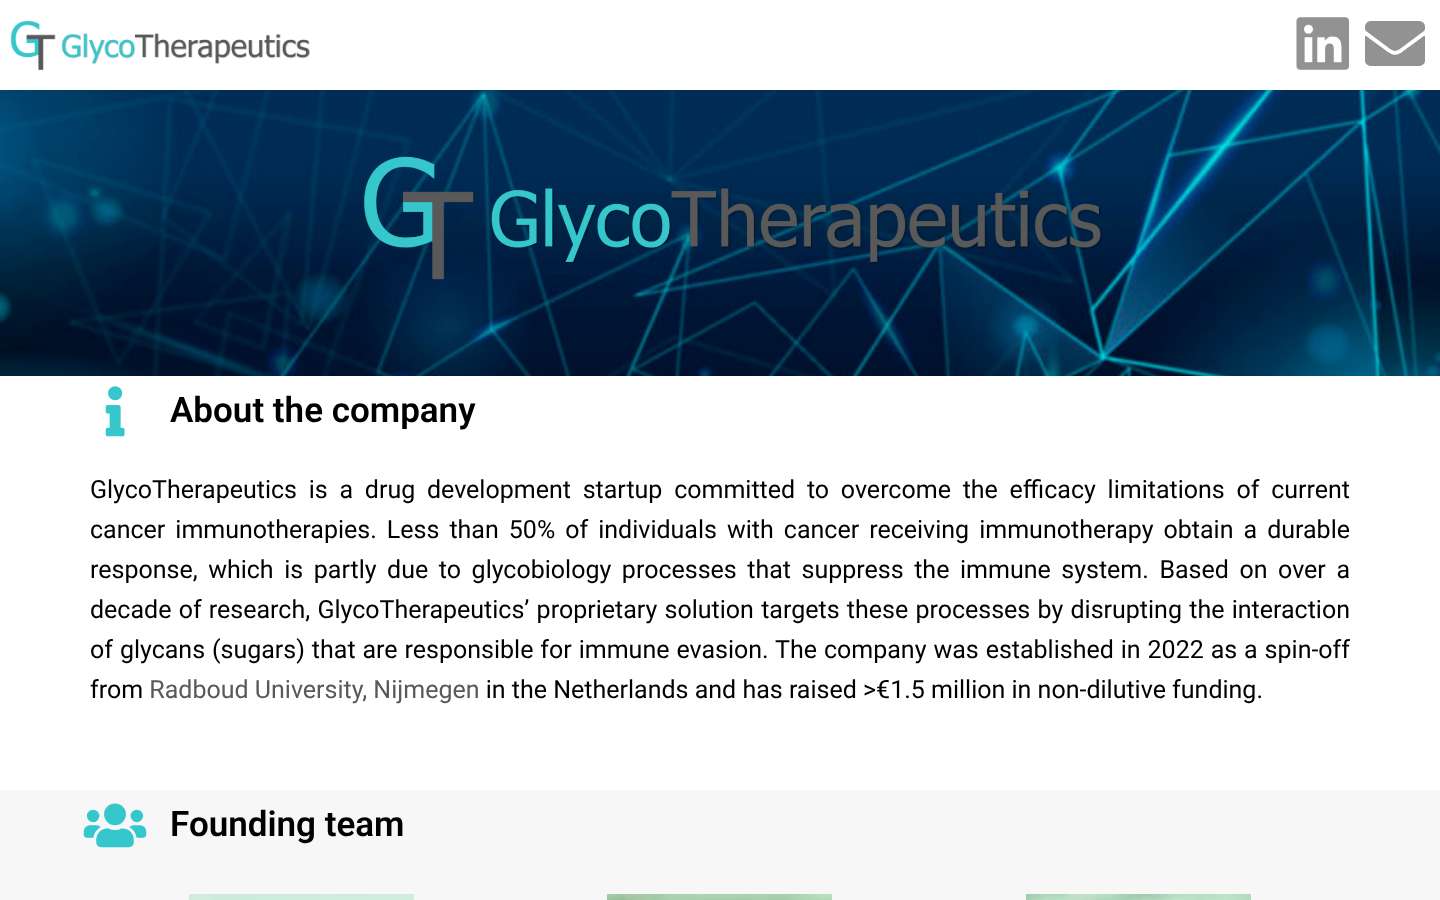 GT GlycoTherapeutics
in
GT GlycoTherapeutics
About the company
GlycoTherapeutics is a drug development startup committed to overcome the efficacy limitations of current
cancer immunotherapies. Less than 50% of individuals with cancer receiving immunotherapy obtain a durable
response, which is partly due to glycobiology processes that suppress the immune system. Based on over a
decade of research, GlycoTherapeutics’ proprietary solution targets these processes by disrupting the interaction
of glycans (sugars) that are responsible for immune evasion. The company was established in 2022 as a spin-off
from Radboud University, Nijmegen in the Netherlands and has raised >€1.5 million in non-dilutive funding.
Founding team